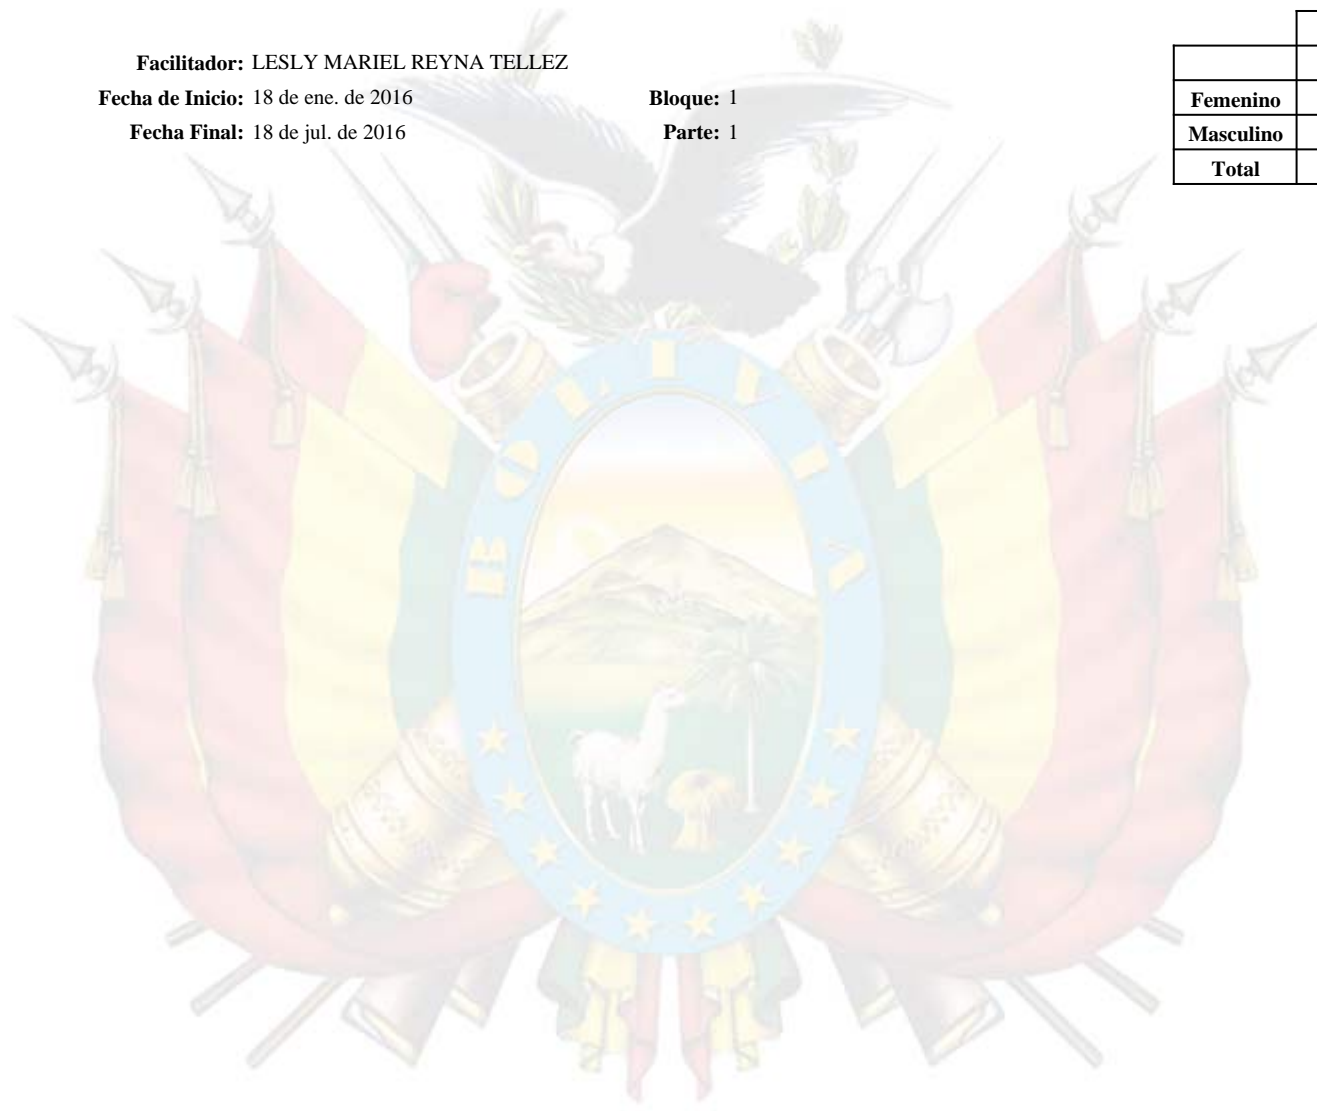 Facilitador: LESLY MARIEL REYNA TELLEZ
Fecha de Inicio: 18 de ene. de 2016 Bloque: 1
Fecha Final: 18 de jul. de 2016 Parte: 1
Femenino
Masculino
Total
BOLIVIA